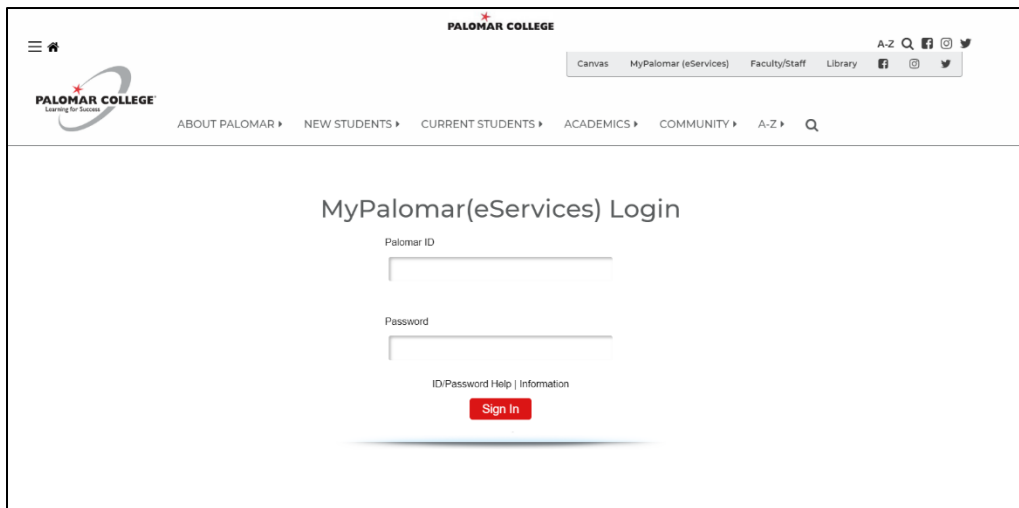 PALOMAR COLLEGE
A-Z
Canvas MyPalomar (eServices) Faculty/Staff Library
PALOMAR COLLEGE
Learning for Success
ABOUT PALOMAR NEW STUDENTS CURRENT STUDENTS ACADEMICS COMMUNITY A-Z
MyPalomar(eServices) Login
Palomar ID
Password
ID/Password Help | Information
Sign In